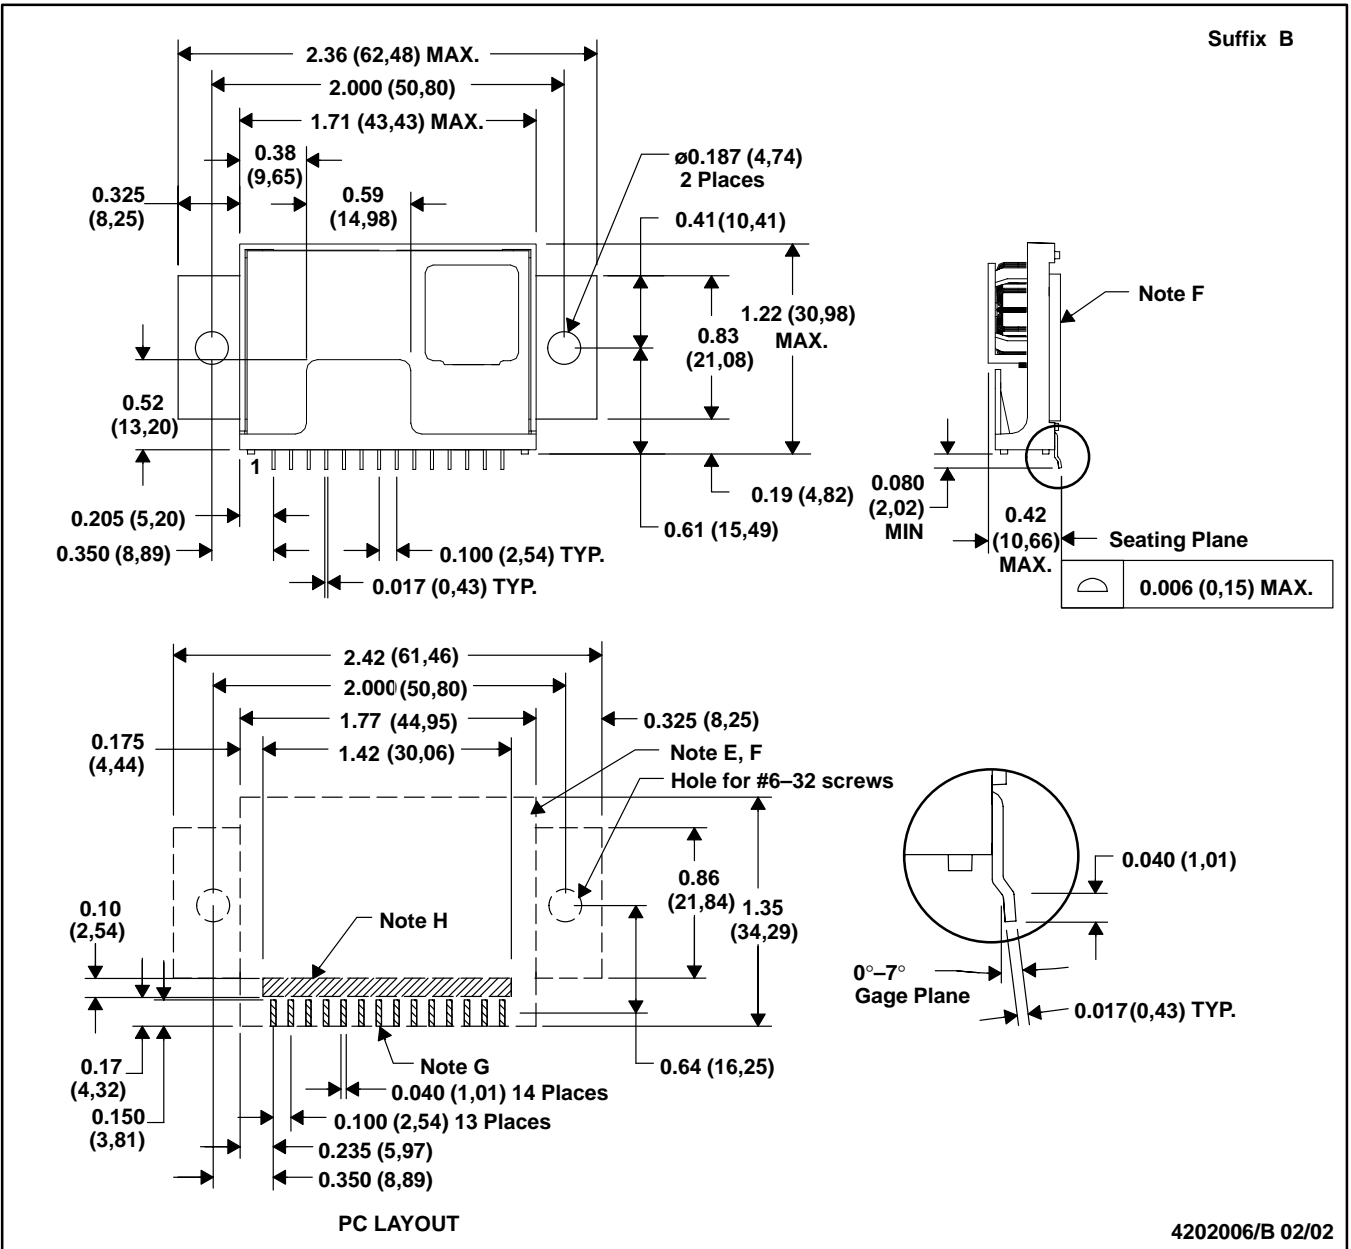 Suffix B
2.36 (62,48) MAX.
2.000 (50,80)
1.71 (43,43) MAX.
0.38
(9,65)
ø0.187 (4,74)
2 Places
0.325
(8,25)
0.59
(14,98)
0.41 (10,41)
Note F
1.22 (30,98)
MAX.
0.83
(21,08)
0.52
(13,20)
1
0.205 (5,20)
0.350 (8,89)
0.100 (2,54) TYP.
0.017 (0,43) TYP.
0.19 (4,82)
0.61 (15,49)
0.080
(2,02)
MIN
0.42
(10,66)
MAX.
Seating Plane
0.006 (0,15) MAX.
2.42 (61,46)
2.000 (50,80)
1.77 (44,95)
0.325 (8,25)
0.175
(4,44)
1.42 (30,06)
Note E, F
Hole for #6–32 screws
0.86
(21,84)
1.35
(34,29)
0.10
(2,54)
Note H
0.040 (1,01)
0°–7°
Gage Plane
0.017 (0,43) TYP.
0.17
(4,32)
Note G
0.64 (16,25)
0.040 (1,01) 14 Places
0.150
(3,81)
0.100 (2,54) 13 Places
0.235 (5,97)
0.350 (8,89)
PC LAYOUT
4202006/B 02/02